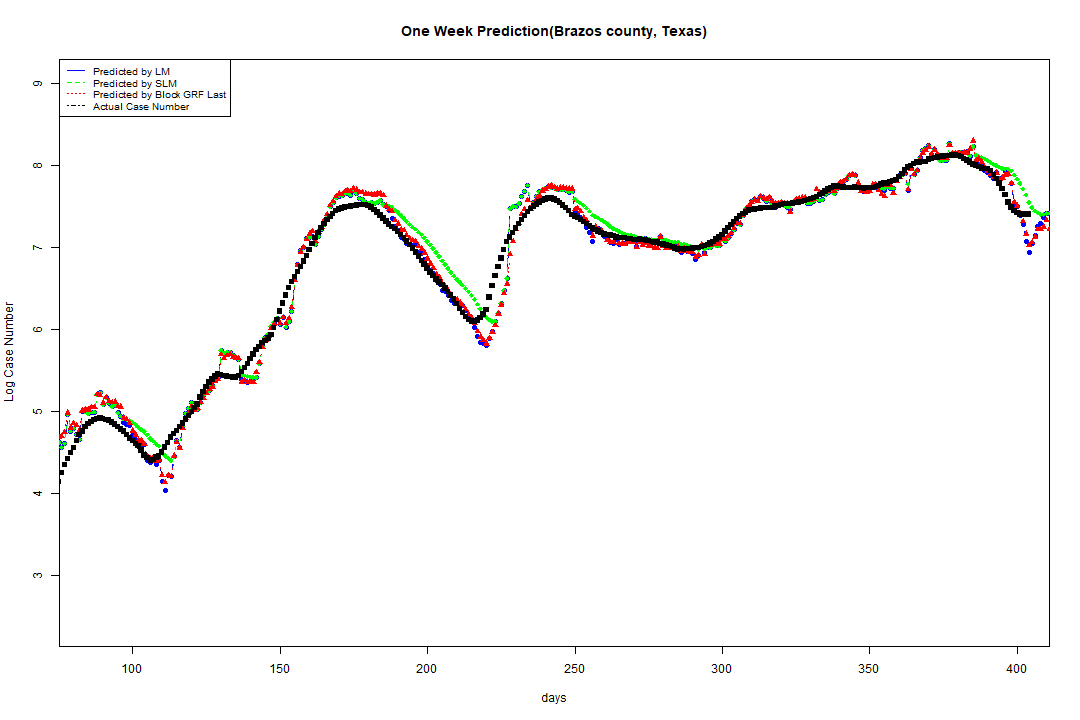 One Week Prediction(Brazos county, Texas)
Predicted by LM
Predicted by SLM
Predicted by Block GRF Last
Actual Case Number
9
8
7
6
5
4
3
Log Case Number
100 150 200 250 300 350 400
days